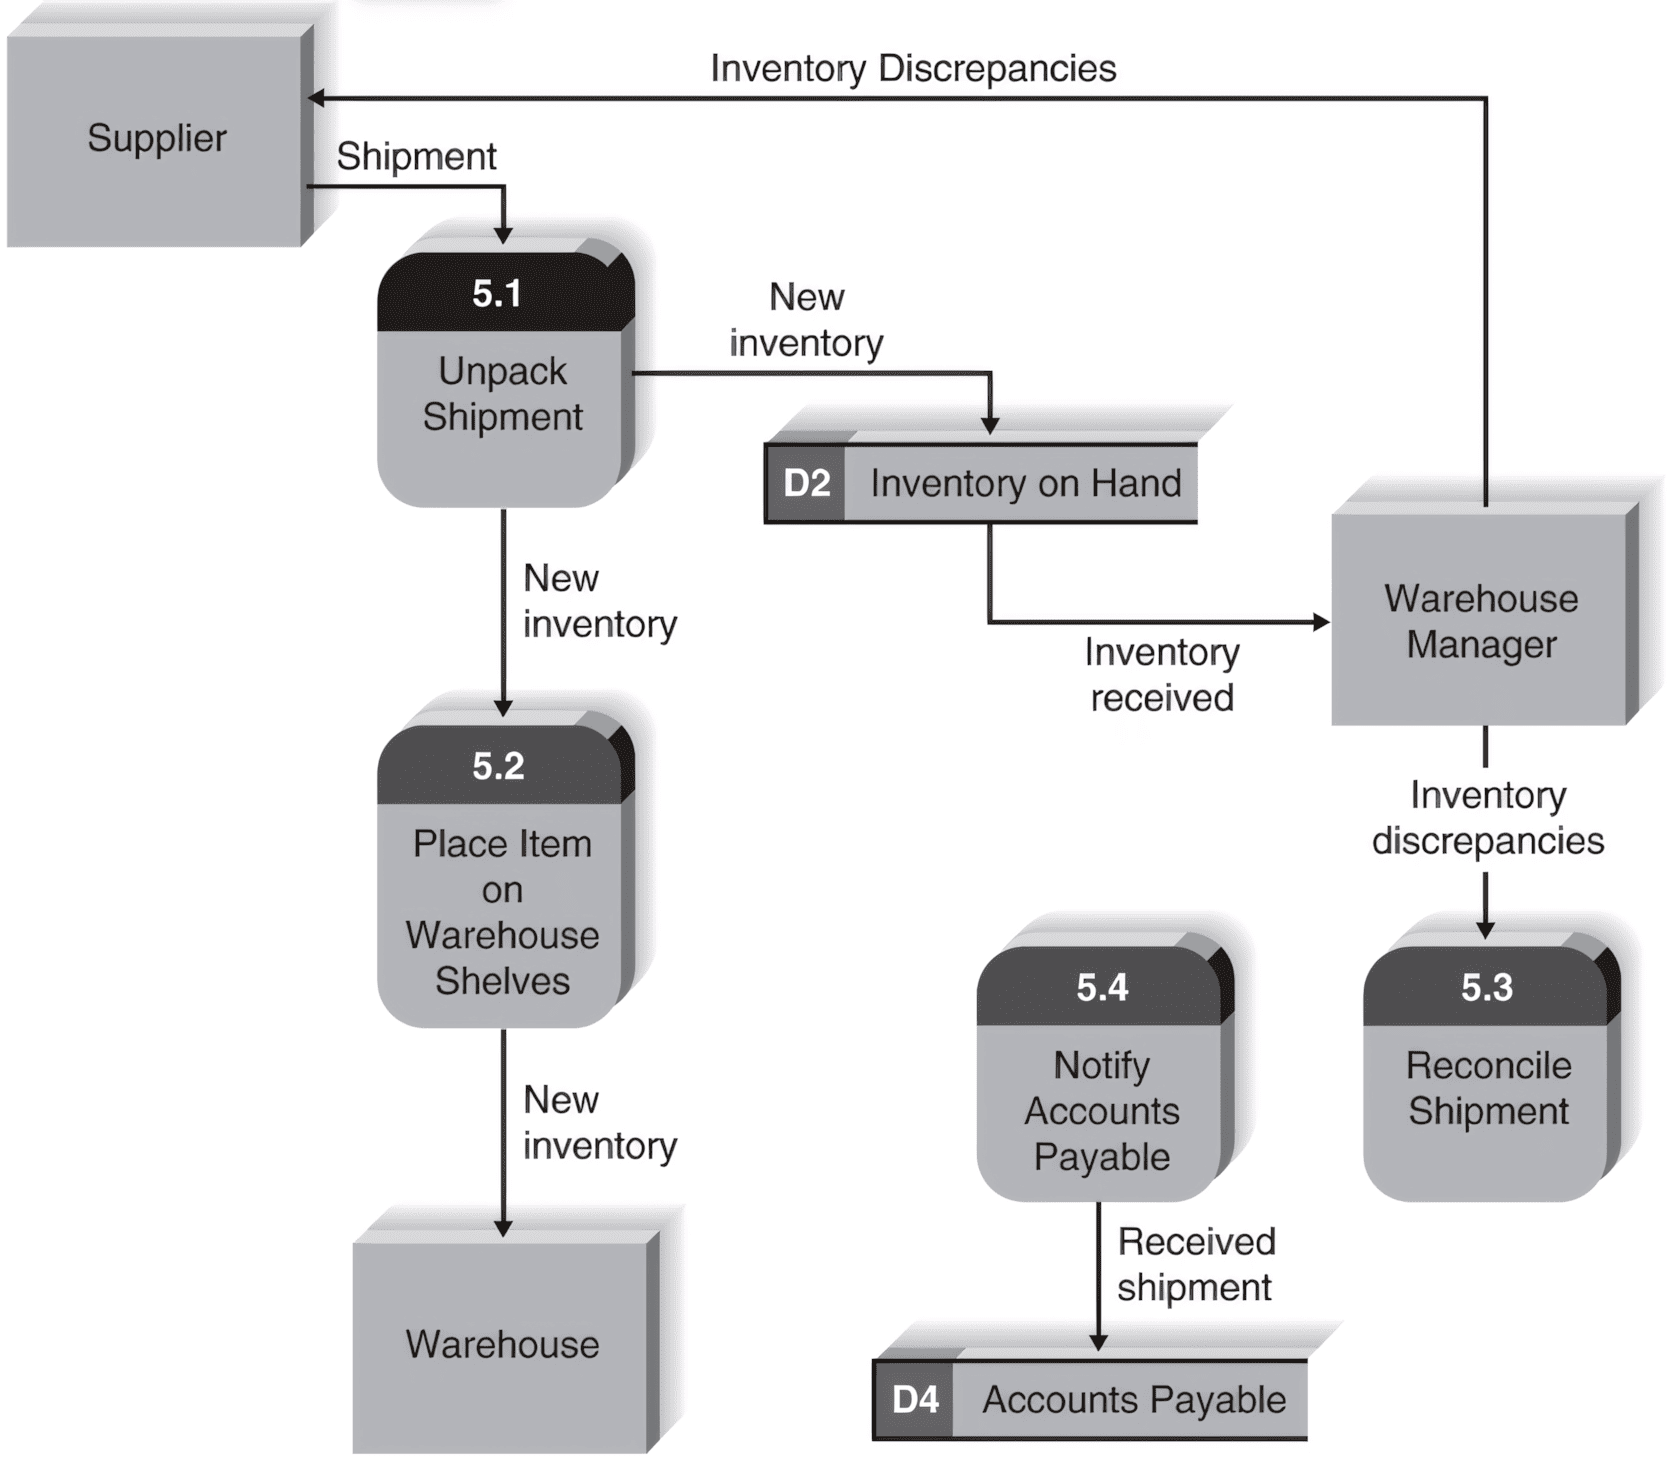 Inventory Discrepancies
Supplier
Shipment
5.1
Unpack
Shipment
New
inventory
D2 Inventory on Hand
New
inventory
Warehouse
Manager
Inventory
received
5.2
Place Item
on
Warehouse
Shelves
Inventory
discrepancies
5.4
Notify
Accounts
Payable
5.3
Reconcile
Shipment
New
inventory
Received
shipment
Warehouse
D4 Accounts Payable